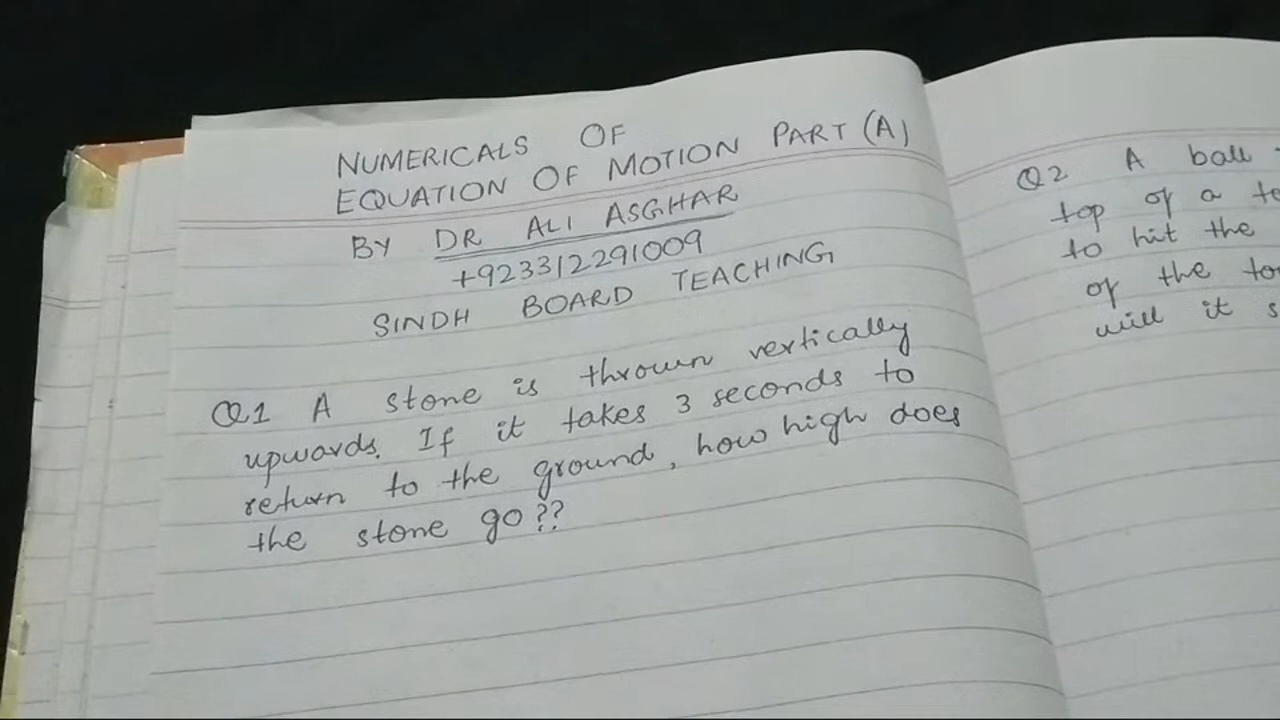 NUMERICALS OF
EQUATION OF MOTION PART (A)
BY DR ALI ASGHAR
+923312291009
SINDH BOARD TEACHING
Q1 A stone is thrown vertically
upwards. If it takes 3 seconds to
return to the ground, how high does
the stone go??
Q2 A ball
top of a
to hit the
of the
will it